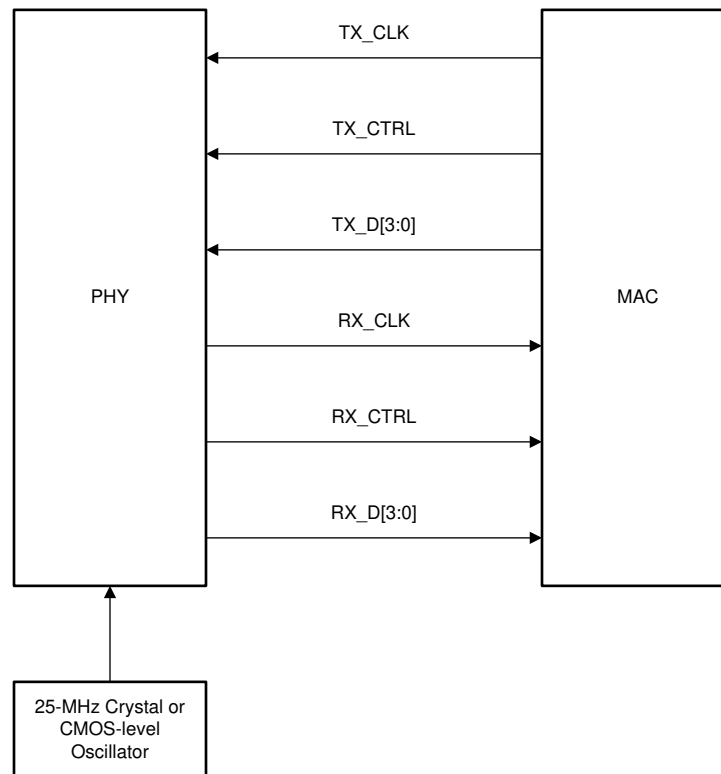 TX_CLK
TX_CTRL
TX_D[3:0]
PHY
MAC
RX_CLK
RX_CTRL
RX_D[3:0]
25-MHz Crystal or
CMOS-level
Oscillator